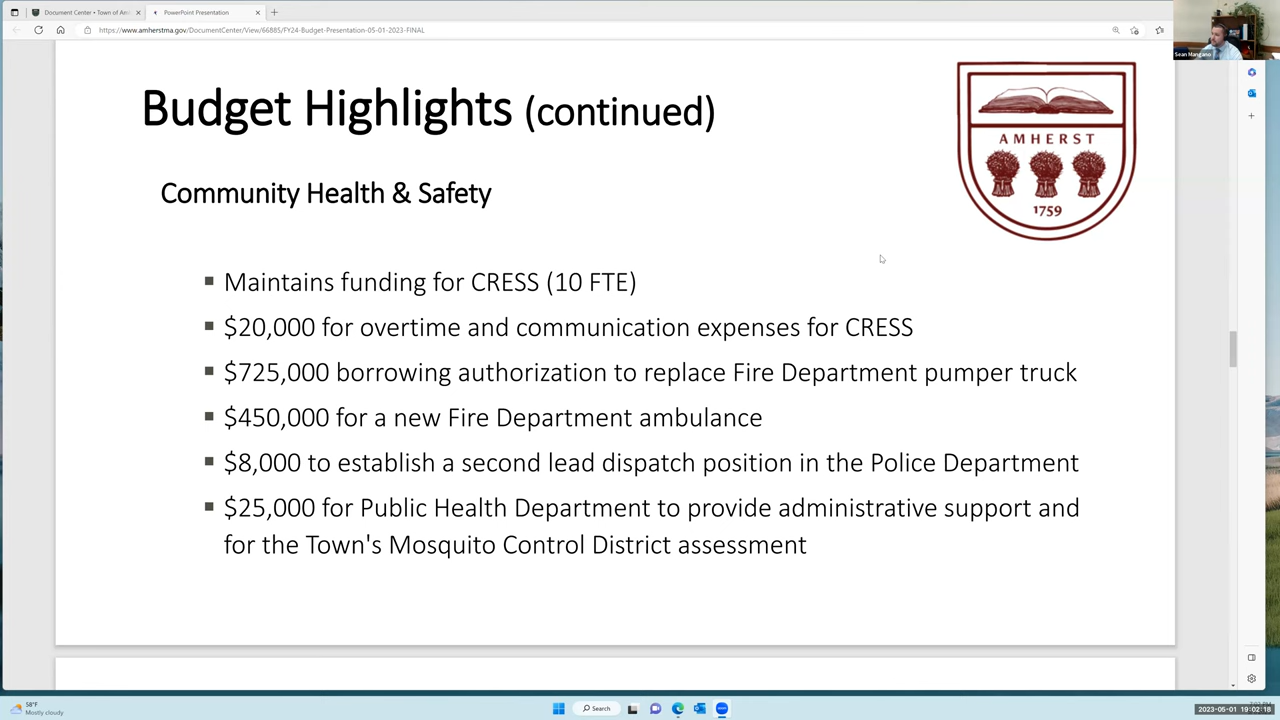 Document Center • Town of Am
PowerPoint Presentation
https://www.amherstma.gov/DocumentCenter/View/66885/FY24-Budget-Presentation-05-01-2023-FINAL
Sean Mangano
Budget Highlights (continued)
AMHERST
1759
Community Health & Safety
Maintains funding for CRESS (10 FTE)
$20,000 for overtime and communication expenses for CRESS
$725,000 borrowing authorization to replace Fire Department pumper truck
$450,000 for a new Fire Department ambulance
$8,000 to establish a second lead dispatch position in the Police Department
$25,000 for Public Health Department to provide administrative support and
for the Town's Mosquito Control District assessment
58°F
Mostly cloudy
Search
2023-05-01 19:02:18